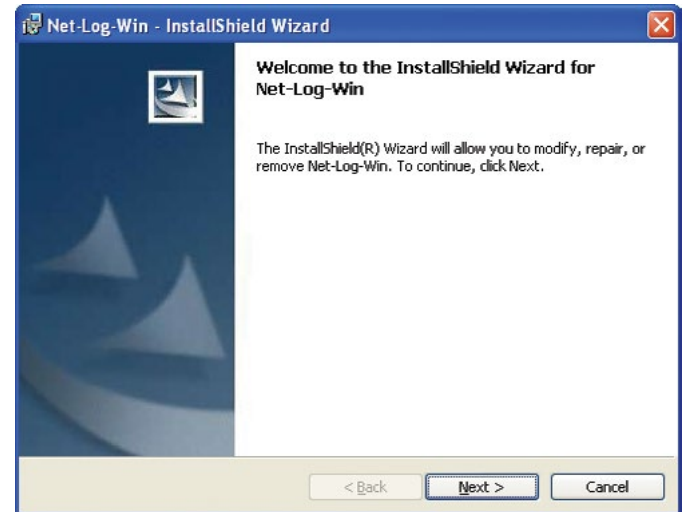 Net-Log-Win - InstallShield Wizard
Welcome to the InstallShield Wizard for
Net-Log-Win
The InstallShield(R) Wizard will allow you to modify, repair, or
remove Net-Log-Win. To continue, click Next.
< Back
Next >
Cancel